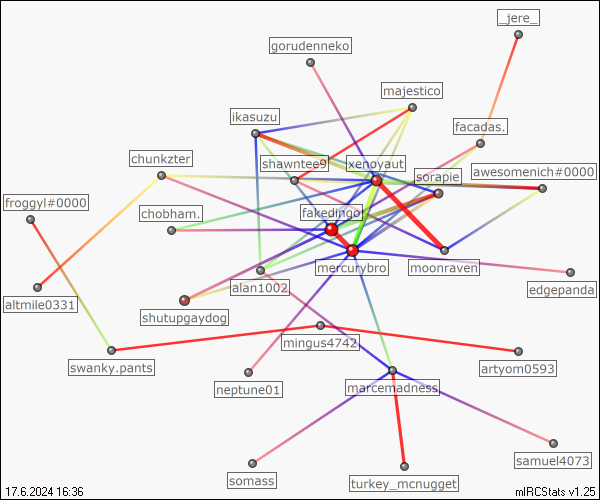 _jere_
gorudenneko
majestico
ikasuzu
facadas.
chunkzter
shawntee9
xenoyaut
sorapie
awesomenich#0000
froggyl#0000
chobham.
fakedingo!
mercurybro
moonraven
edgepanda
altmile0331
alan1002
shutupgaydog
mingus4742
swanky.pants
artyom0593
neptune01
marcemadness
samuel4073
somass
turkey_mcnugget
17.6.2024 16:36
mIRCStats v1.25